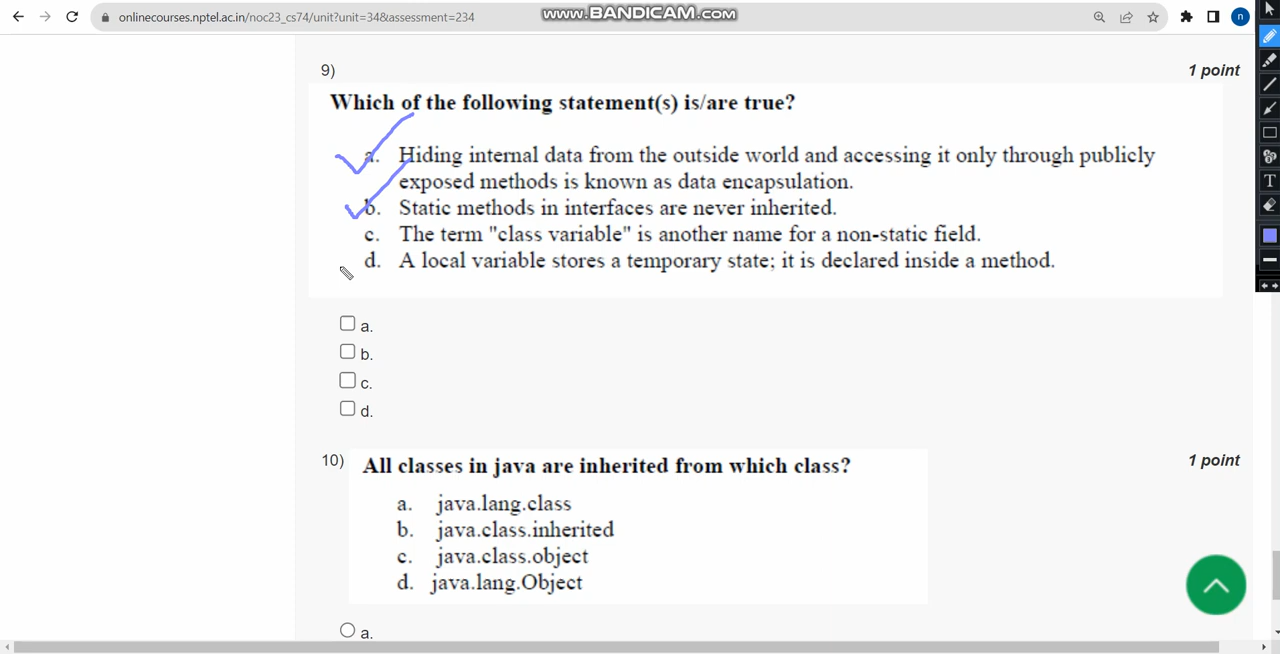 onlinecourses.nptel.ac.in/noc23_cs74/unit?unit=34&assessment=234
www.BANDICAM.com
n
9)
1 point
Which of the following statement(s) is/are true?
a. Hiding internal data from the outside world and accessing it only through publicly
exposed methods is known as data encapsulation.
b. Static methods in interfaces are never inherited.
c. The term "class variable" is another name for a non-static field.
d. A local variable stores a temporary state; it is declared inside a method.
a.
b.
c.
d.
10)
1 point
All classes in java are inherited from which class?
a. java.lang.class
b. java.class.inherited
c. java.class.object
d. java.lang.Object
a.
T